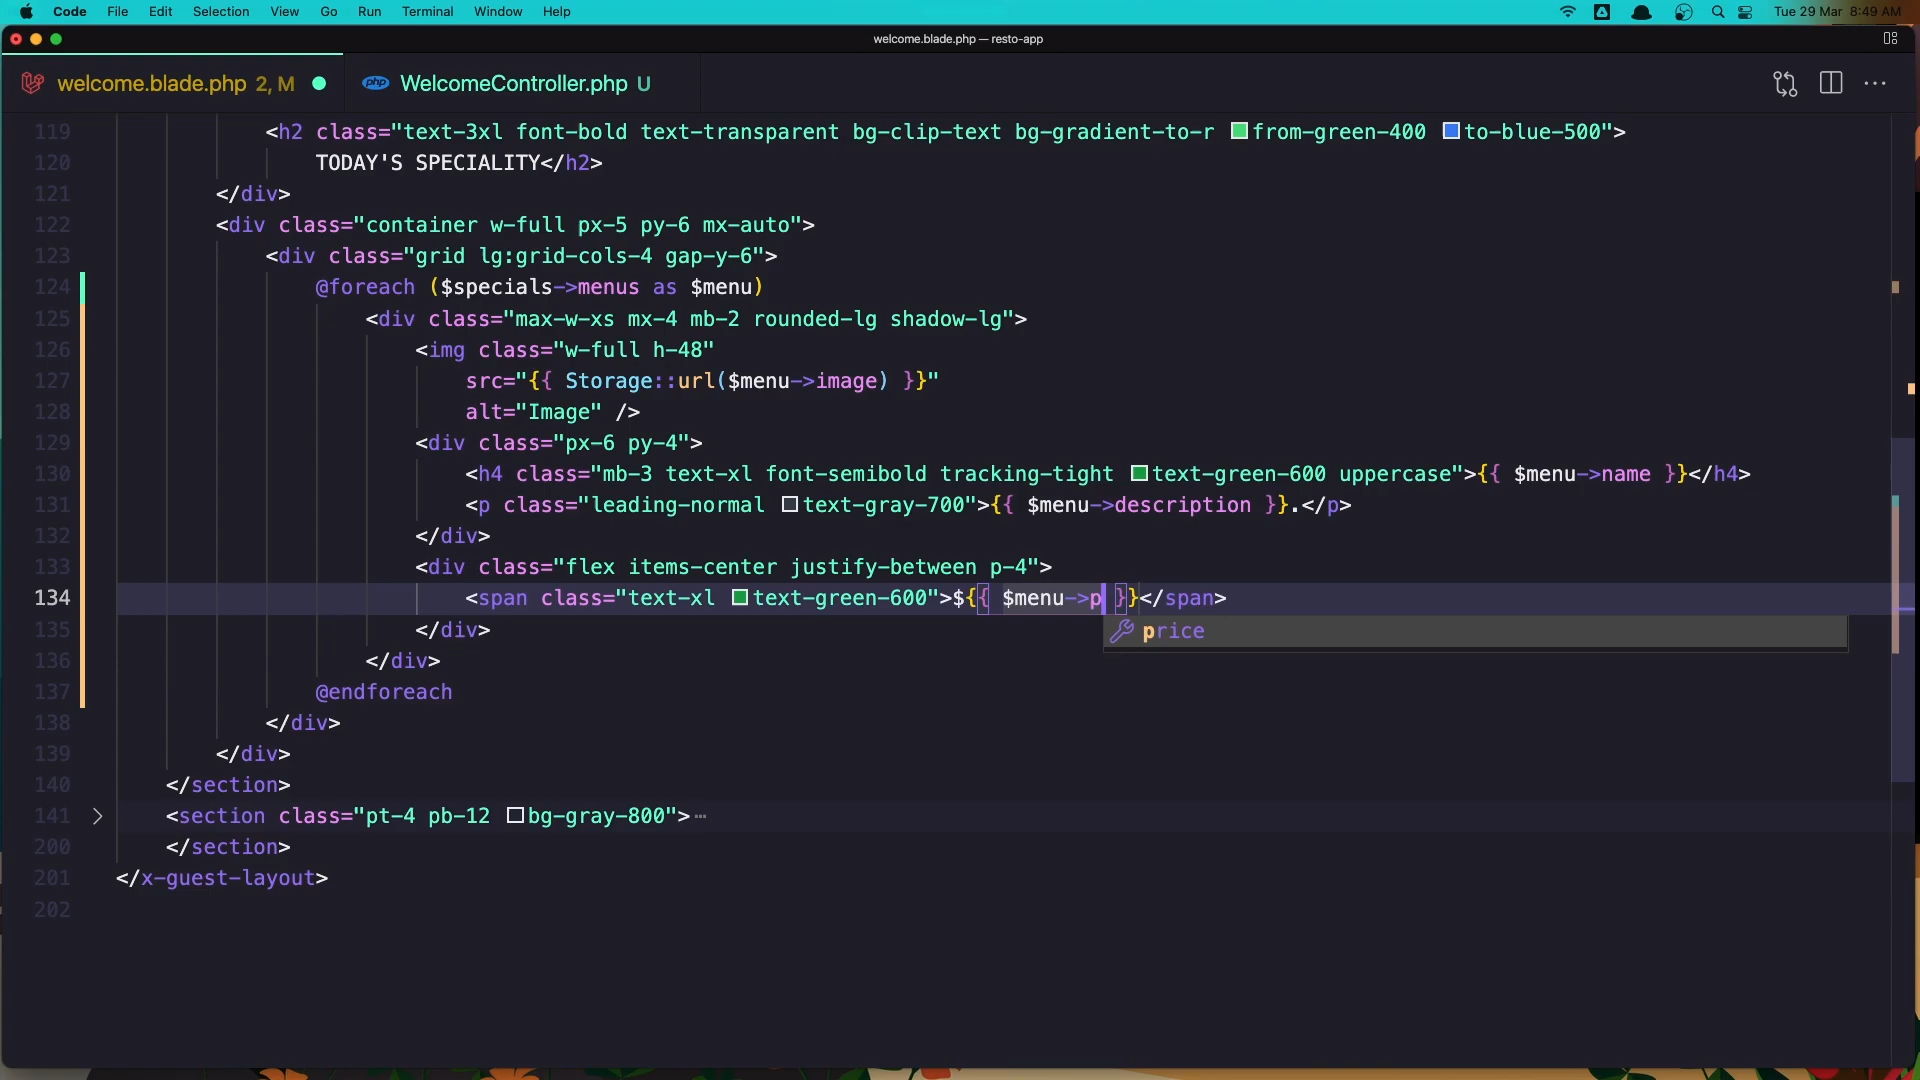 Code File Edit Selection View Go Run Terminal Window Help Tue 29 Mar 8:49 AM
welcome.blade.php — resto-app
welcome.blade.php 2, M php WelcomeController.php U
119 <h2 class="text-3xl font-bold text-transparent bg-clip-text bg-gradient-to-r from-green-400 to-blue-500">
120 TODAY'S SPECIALITY</h2>
121 </div>
122 <div class="container w-full px-5 py-6 mx-auto">
123 <div class="grid lg:grid-cols-4 gap-y-6">
124 @foreach ($specials->menus as $menu)
125 <div class="max-w-xs mx-4 mb-2 rounded-lg shadow-lg">
126 <img class="w-full h-48"
127 src="{{ Storage::url($menu->image) }}"
128 alt="Image" />
129 <div class="px-6 py-4">
130 <h4 class="mb-3 text-xl font-semibold tracking-tight text-green-600 uppercase">{{ $menu->name }}</h4>
131 <p class="leading-normal text-gray-700">{{ $menu->description }}.</p>
132 </div>
133 <div class="flex items-center justify-between p-4">
134 <span class="text-xl text-green-600">${{ $menu->p }}</span>
135 </div>
price
136 </div>
137 @endforeach
138 </div>
139 </div>
140 </section>
141 <section class="pt-4 pb-12 bg-gray-800">
200 </section>
201 </x-guest-layout>
202